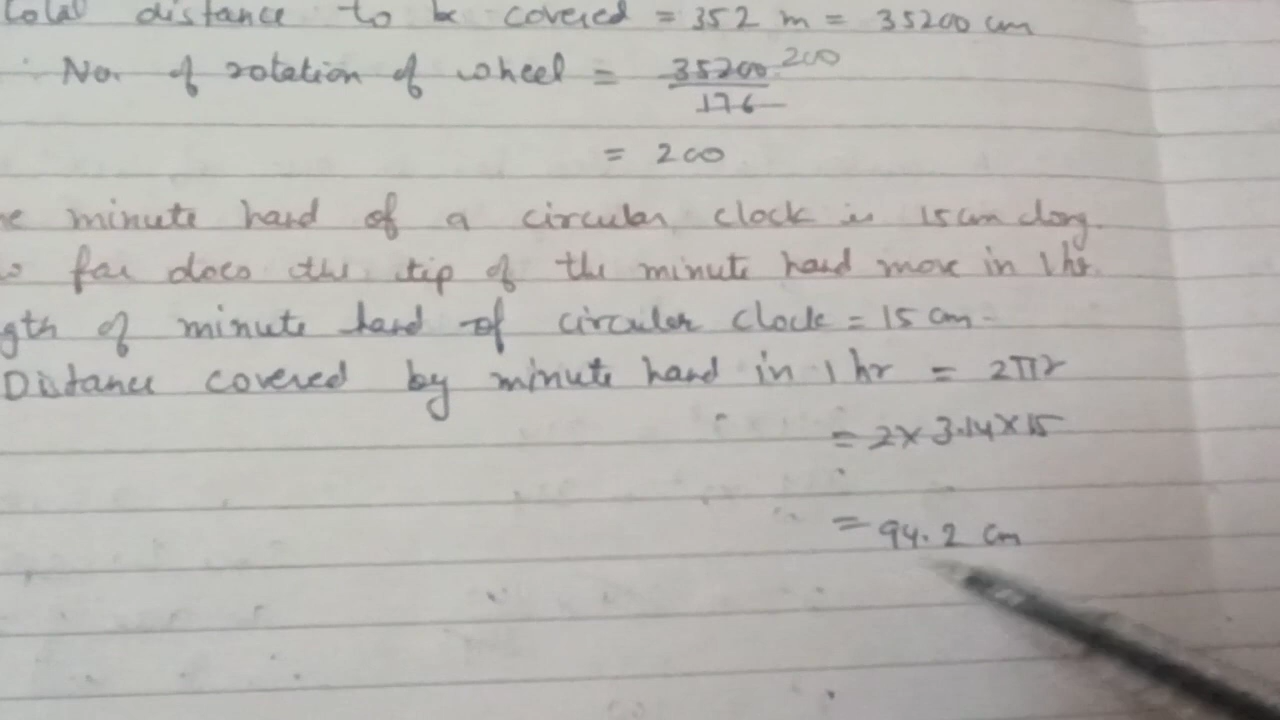 total distance to be covered = 352 m = 35200 cm
∴ No. of rotation of wheel = 35200 200
176
= 200
e minute hand of a circular clock is 15 cm long.
far does the tip of the minute hand move in 1 hr.
gth of minute hand of circular clock = 15 cm.
Distance covered by minute hand in 1 hr = 2πr
= 2 × 3.14 × 15
= 94.2 cm